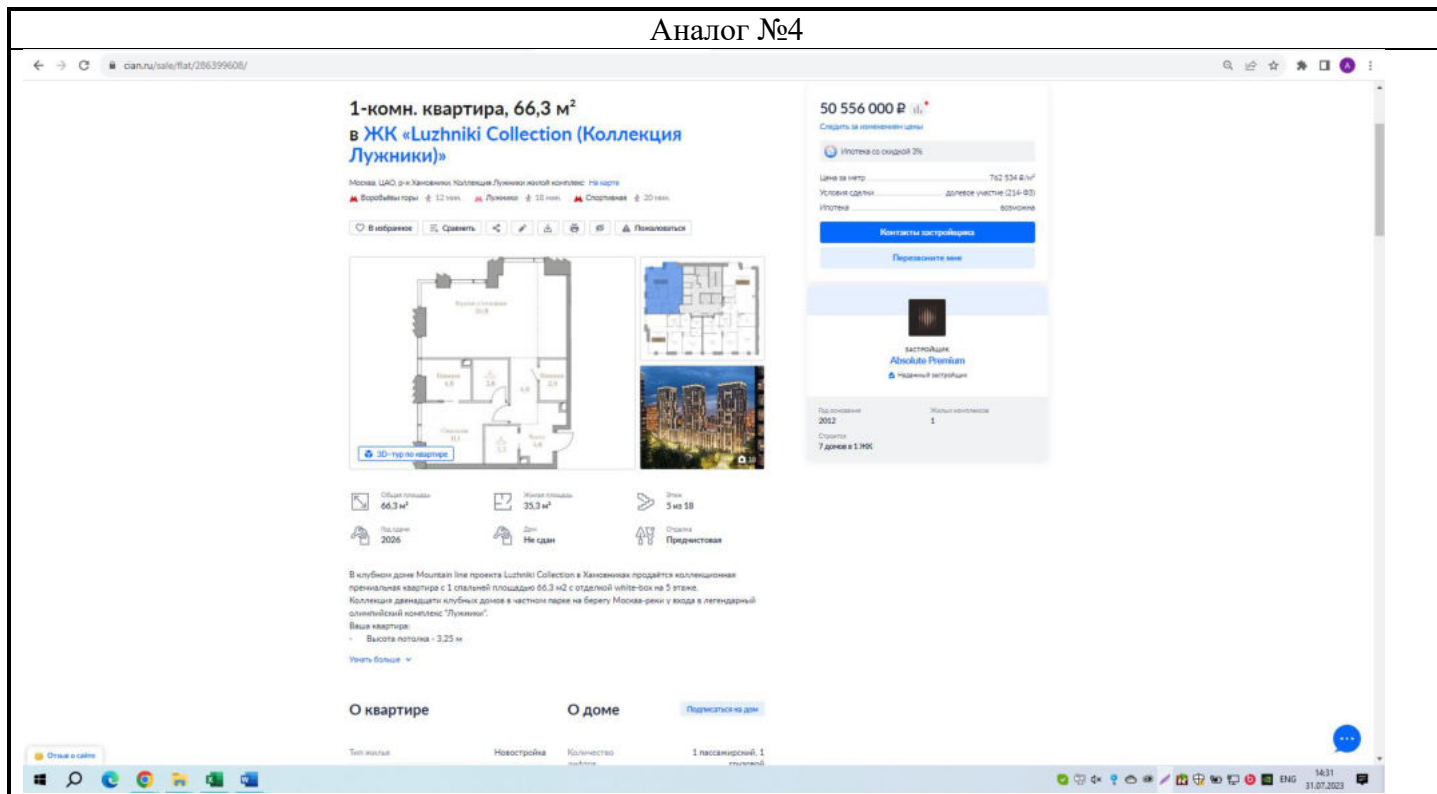 Аналог №4
cian.ru/sale/flat/286399608/
1-комн. квартира, 66,3 м²
в ЖК «Luzhniki Collection (Коллекция
Лужники)»
Москва, ЦАО, р-н Хамовники, Коллекция Лужники жилой комплекс На карте
Воробьёвы горы 12 мин. Лужники 18 мин. Спортивная 20 мин.
В избранное Сравнить Пожаловаться
3D-тур по квартире
Общая площадь
66,3 м²
Жилая площадь
35,3 м²
Этаж
5 из 18
Год сдачи
2026
Дом
Не сдан
Отделка
Предчистовая
В клубном доме Mountain line проекта Luzhniki Collection в Хамовниках продаётся коллекционная
премиальная квартира с 1 спальней площадью 66,3 м2 с отделкой white-box на 5 этаже.
Коллекция двенадцати клубных домов в частном парке на берегу Москва-реки у входа в легендарный
олимпийский комплекс "Лужники".
Ваша квартира:
- Высота потолка - 3,25 м
Узнать больше
О квартире
Тип жилья Новостройка
О доме
Подписаться на дом
Количество 1 пассажирский, 1
лифтов грузовой
50 556 000 ₽
Следить за изменением цены
Ипотека со скидкой 3%
Цена за метр 762 534 ₽/м²
Условия сделки долевое участие (214-ФЗ)
Ипотека возможна
Контакты застройщика
Перезвоните мне
ЗАСТРОЙЩИК
Absolute Premium
Надежный застройщик
Год основания
2012
Жилых комплексов
1
Строится
7 домов в 1 ЖК
Отзыв о сайте
ENG
14:31
31.07.2023